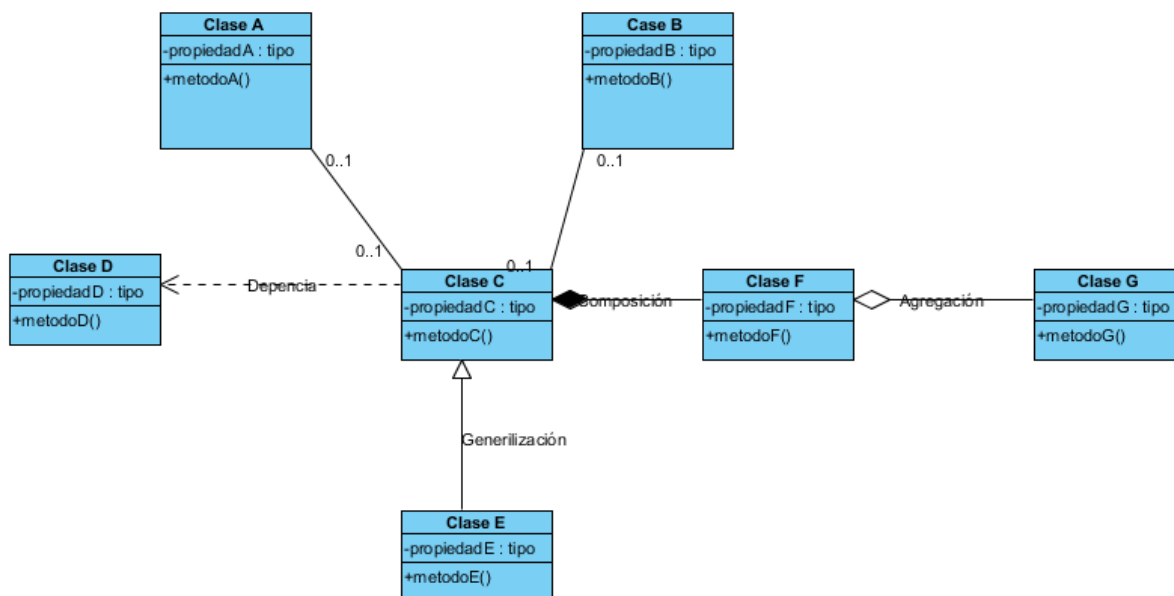 Clase A
-propiedadA : tipo
+metodoA()
Case B
-propiedadB : tipo
+metodoB()
0..1
0..1
0..1
0..1
Clase D
-propiedadD : tipo
+metodoD()
Depencia
Clase C
-propiedadC : tipo
+metodoC()
Composición
Clase F
-propiedadF : tipo
+metodoF()
Agregación
Clase G
-propiedadG : tipo
+metodoG()
Generilización
Clase E
-propiedadE : tipo
+metodoE()